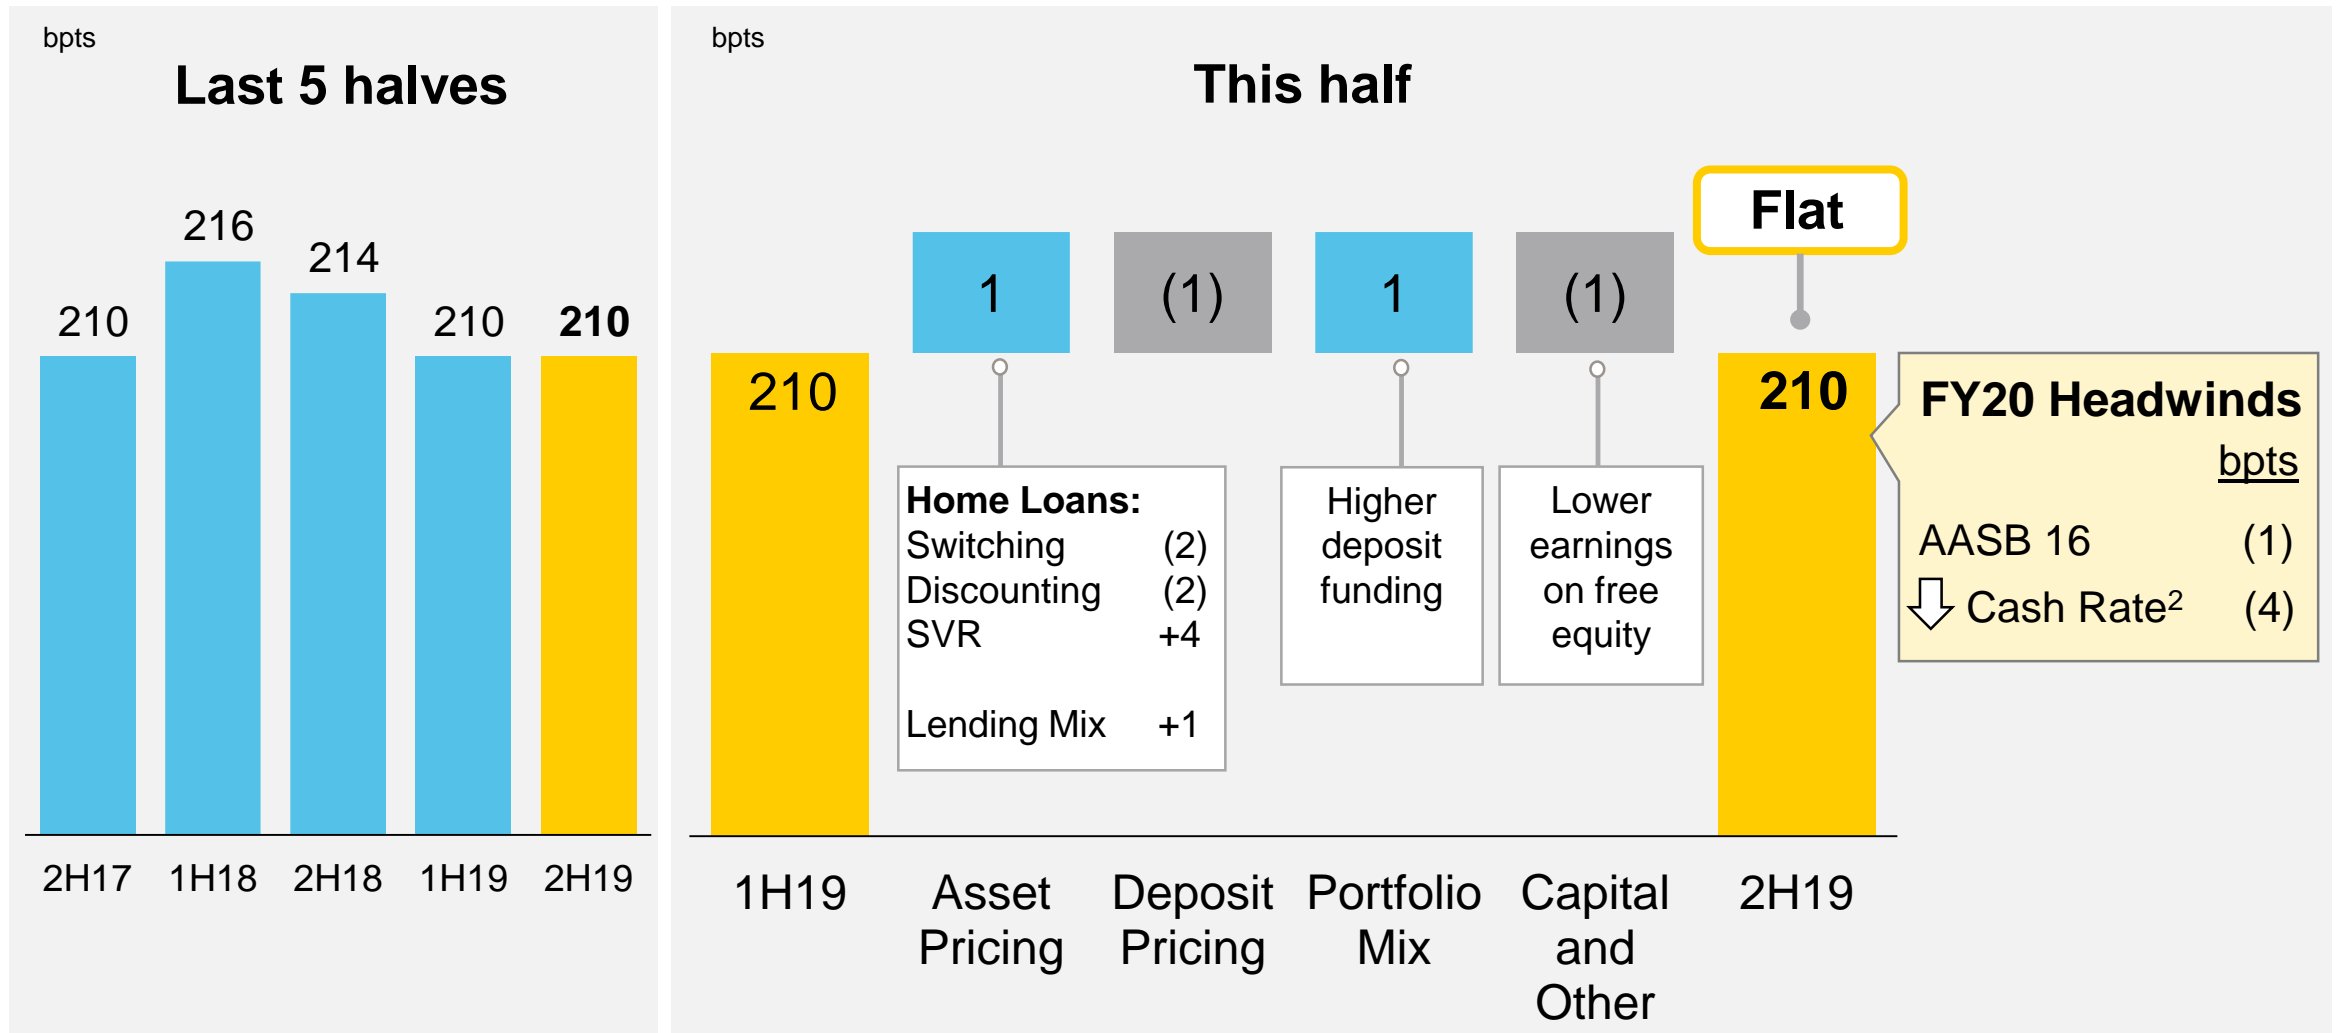 bpts
Last 5 halves
210
216
214
210
210
2H17
1H18
2H18
1H19
2H19
bpts
This half
Flat
210
1
(1)
1
(1)
210
Home Loans:
Switching (2)
Discounting (2)
SVR +4
Lending Mix +1
Higher
deposit
funding
Lower
earnings
on free
equity
FY20 Headwinds
bpts
AASB 16 (1)
Cash Rate² (4)
1H19
Asset
Pricing
Deposit
Pricing
Portfolio
Mix
Capital
and
Other
2H19